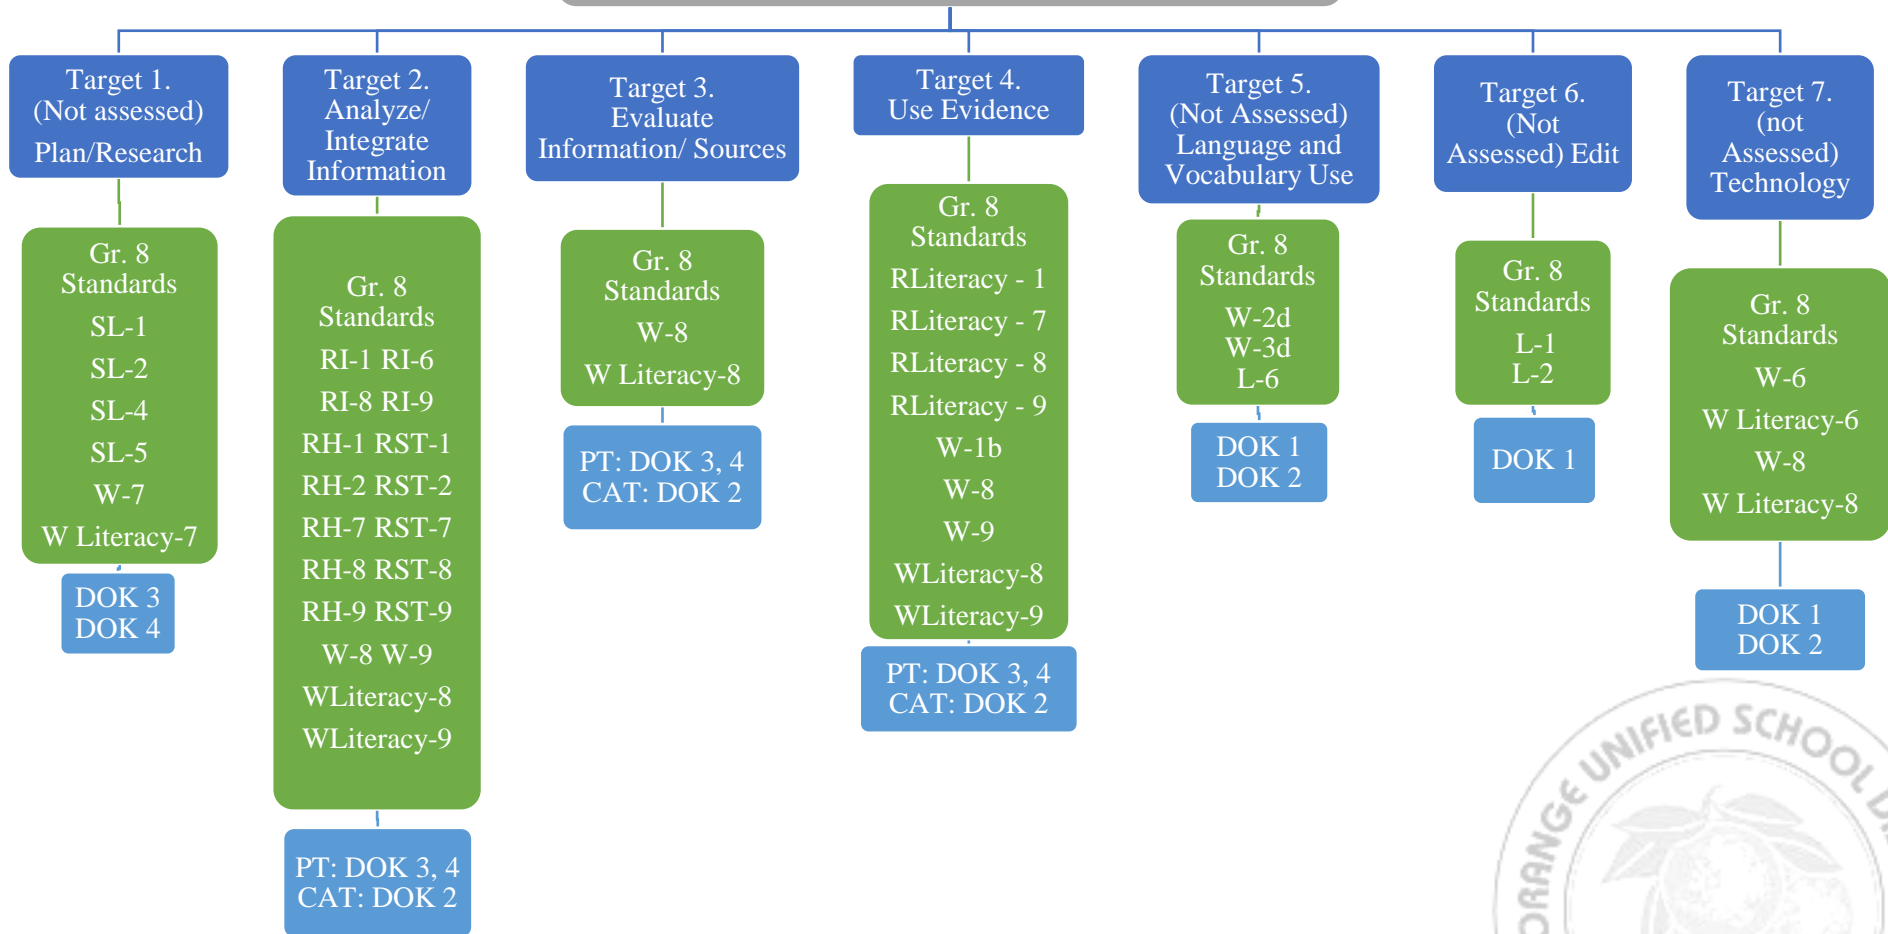 Target 1.
(Not assessed)
Plan/Research
Gr. 8
Standards
SL-1
SL-2
SL-4
SL-5
W-7
W Literacy-7
DOK 3
DOK 4
Target 2.
Analyze/
Integrate
Information
Gr. 8
Standards
RI-1 RI-6
RI-8 RI-9
RH-1 RST-1
RH-2 RST-2
RH-7 RST-7
RH-8 RST-8
RH-9 RST-9
W-8 W-9
WLiteracy-8
WLiteracy-9
PT: DOK 3, 4
CAT: DOK 2
Target 3.
Evaluate
Information/ Sources
Gr. 8
Standards
W-8
W Literacy-8
PT: DOK 3, 4
CAT: DOK 2
Target 4.
Use Evidence
Gr. 8
Standards
RLiteracy - 1
RLiteracy - 7
RLiteracy - 8
RLiteracy - 9
W-1b
W-8
W-9
WLiteracy-8
WLiteracy-9
PT: DOK 3, 4
CAT: DOK 2
Target 5.
(Not Assessed)
Language and
Vocabulary Use
Gr. 8
Standards
W-2d
W-3d
L-6
DOK 1
DOK 2
Target 6.
(Not
Assessed) Edit
Gr. 8
Standards
L-1
L-2
DOK 1
Target 7.
(not
Assessed)
Technology
Gr. 8
Standards
W-6
W Literacy-6
W-8
W Literacy-8
DOK 1
DOK 2
ORANGE UNIFIED SCHOOL